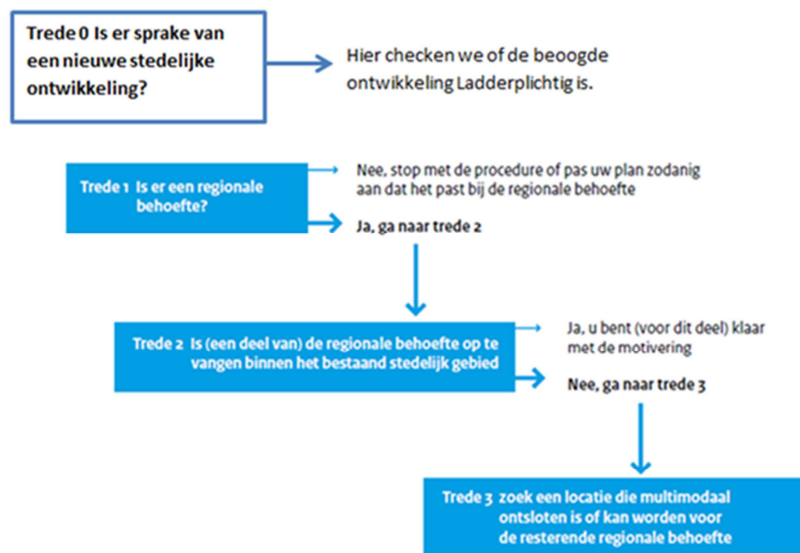 Trede 0 Is er sprake van
een nieuwe stedelijke
ontwikkeling?
Hier checken we of de beoogde
ontwikkeling Ladderplichtig is.
Trede 1 Is er een regionale
behoefte?
Nee, stop met de procedure of pas uw plan zodanig
aan dat het past bij de regionale behoefte
Ja, ga naar trede 2
Trede 2 Is (een deel van) de regionale behoefte op te
vangen binnen het bestaand stedelijk gebied
Ja, u bent (voor dit deel) klaar
met de motivering
Nee, ga naar trede 3
Trede 3 zoek een locatie die multimodaal
ontsloten is of kan worden voor
de resterende regionale behoefte